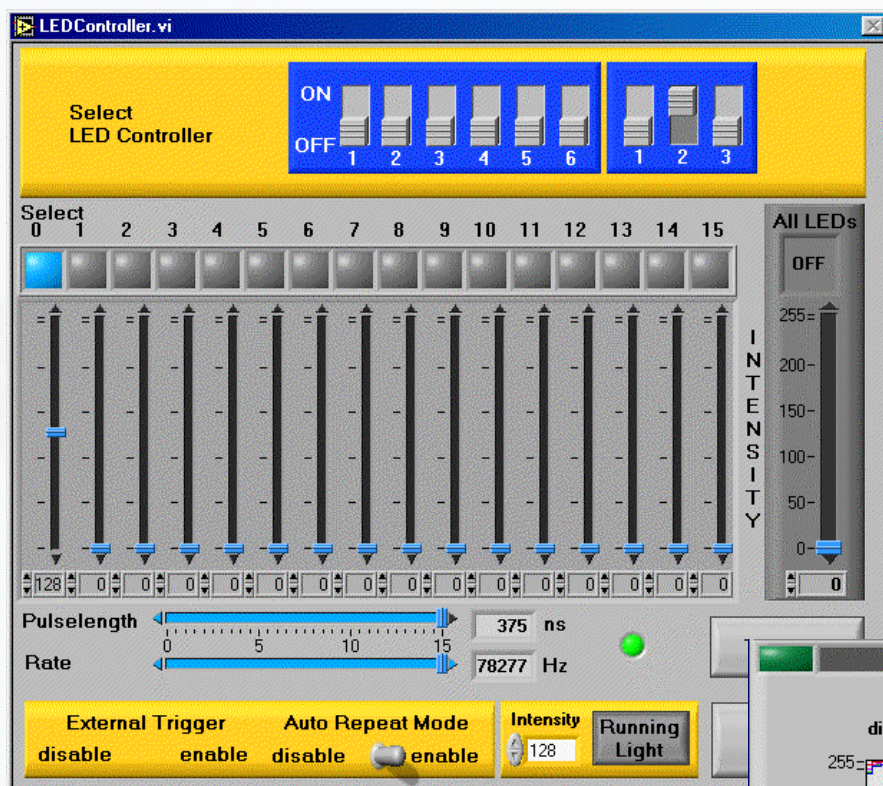 LEDController.vi
Select
LED Controller
ON
OFF
1 2 3 4 5 6
1 2 3
Select
0 1 2 3 4 5 6 7 8 9 10 11 12 13 14 15
All LEDs
OFF
255
200
150
100
50
0
INTENSITY
128 0 0 0 0 0 0 0 0 0 0 0 0 0 0 0
0
Pulselength
0 5 10 15
375 ns
Rate
78277 Hz
External Trigger
disable enable
Auto Repeat Mode
disable enable
Intensity
128
Running
Light
di
255